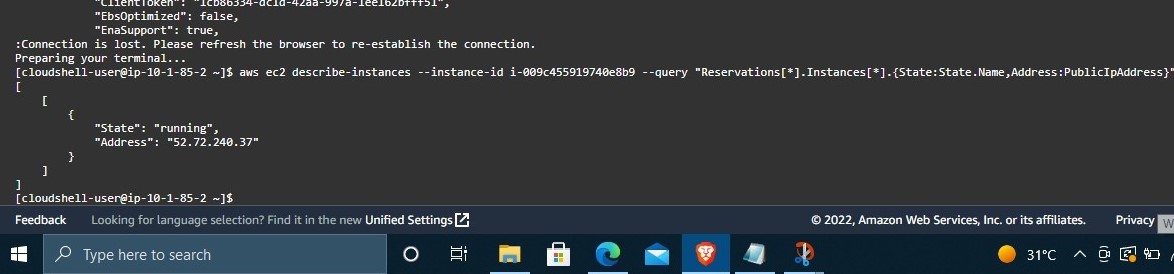 "ClientToken": "1cb86334-dc1d-42aa-997a-1ee162bfff51",
"EbsOptimized": false,
"EnaSupport": true,
:Connection is lost. Please refresh the browser to re-establish the connection.
Preparing your terminal...
[cloudshell-user@ip-10-1-85-2 ~]$ aws ec2 describe-instances --instance-id i-009c455919740e8b9 --query "Reservations[*].Instances[*].{State:State.Name,Address:PublicIpAddress}"
[
[
{
"State": "running",
"Address": "52.72.240.37"
}
]
]
[cloudshell-user@ip-10-1-85-2 ~]$
Feedback Looking for language selection? Find it in the new Unified Settings © 2022, Amazon Web Services, Inc. or its affiliates. Privacy W
Type here to search 31°C